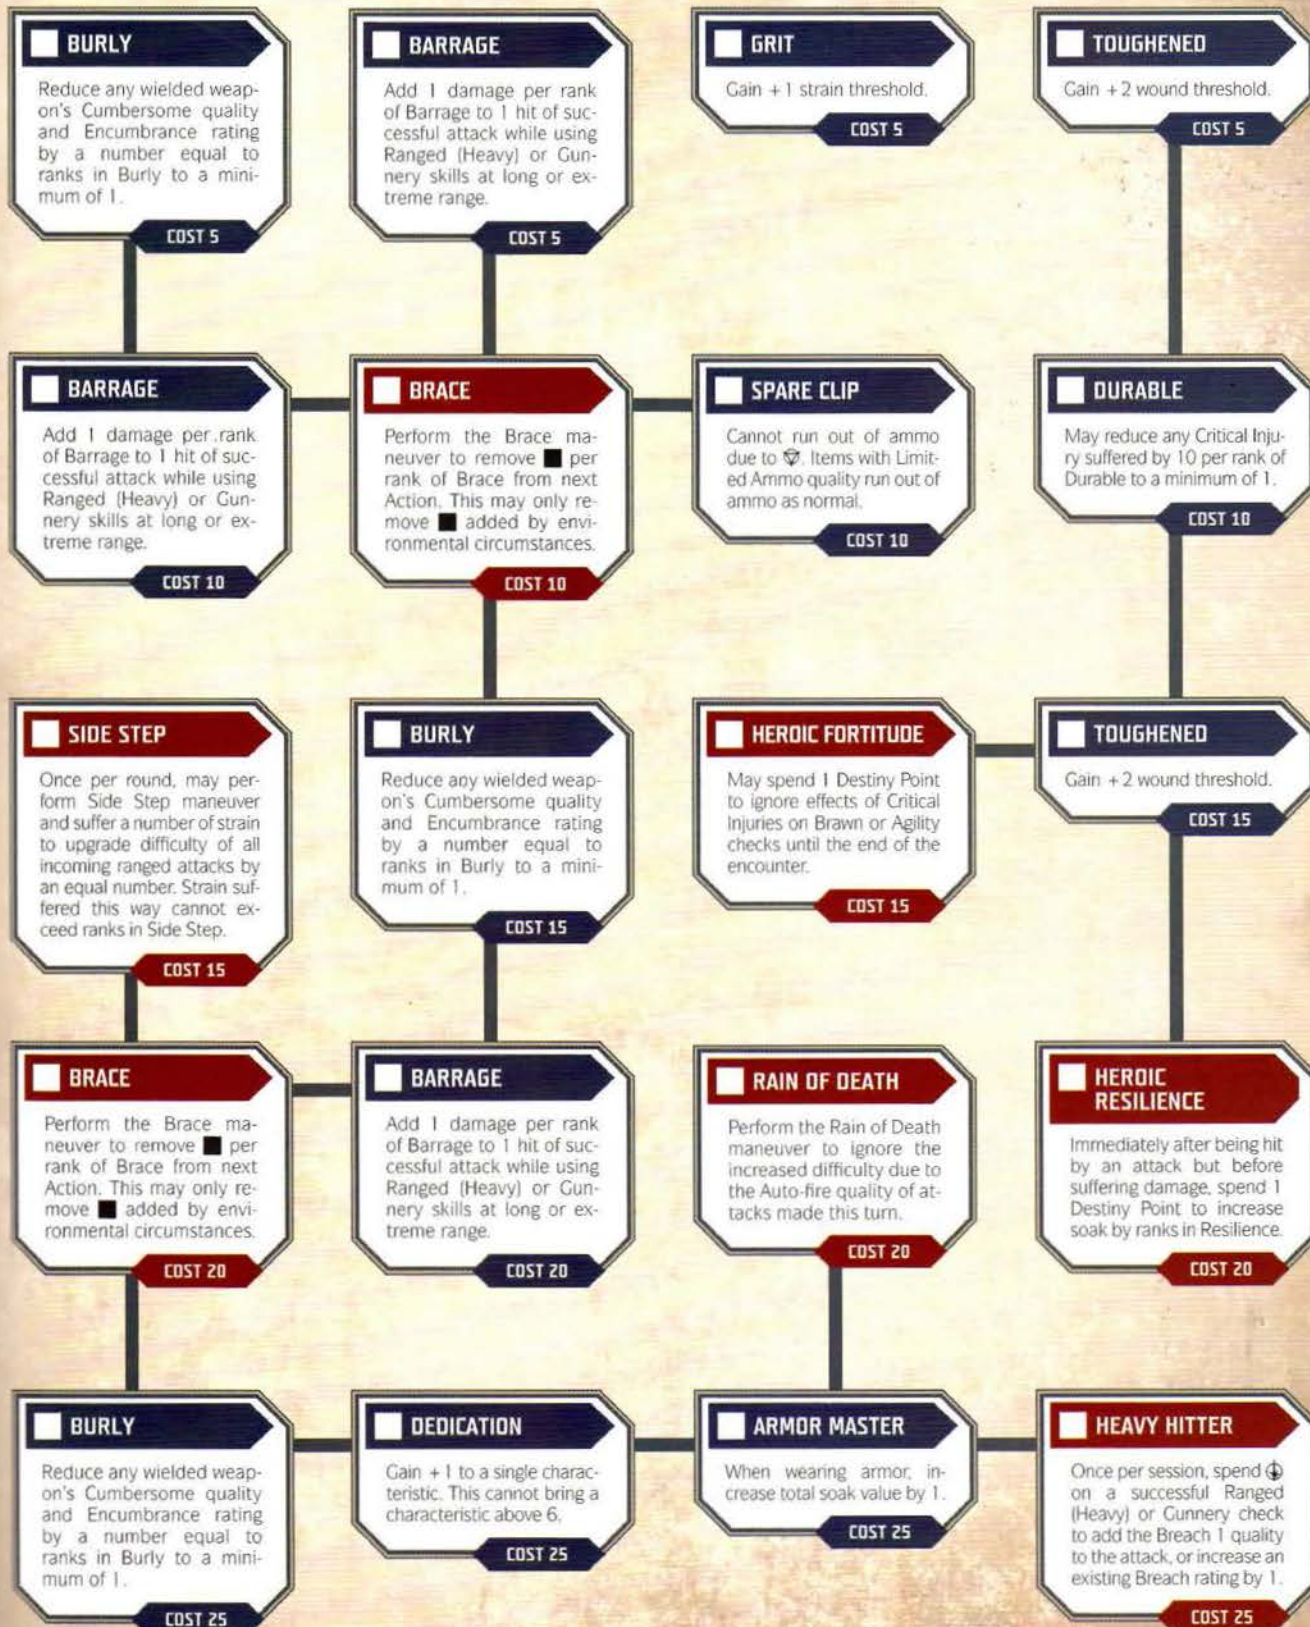 BURLY
Reduce any wielded weap-
on's Cumbersome quality
and Encumbrance rating
by a number equal to
ranks in Burly to a mini-
mum of 1.
COST 5
BARRAGE
Add 1 damage per rank
of Barrage to 1 hit of suc-
cessful attack while using
Ranged (Heavy) or Gun-
nery skills at long or ex-
treme range.
COST 5
GRIT
Gain +1 strain threshold.
COST 5
TOUGHENED
Gain +2 wound threshold.
COST 5
BARRAGE
Add 1 damage per rank
of Barrage to 1 hit of suc-
cessful attack while using
Ranged (Heavy) or Gun-
nery skills at long or ex-
treme range.
COST 10
BRACE
Perform the Brace ma-
neuver to remove ■ per
rank of Brace from next
Action. This may only re-
move ■ added by envi-
ronmental circumstances.
COST 10
SPARE CLIP
Cannot run out of ammo
due to . Items with Limit-
ed Ammo quality run out of
ammo as normal.
COST 10
DURABLE
May reduce any Critical Inju-
ry suffered by 10 per rank of
Durable to a minimum of 1.
COST 10
SIDE STEP
Once per round, may per-
form Side Step maneuver
and suffer a number of strain
to upgrade difficulty of all
incoming ranged attacks by
an equal number. Strain suf-
fered this way cannot ex-
ceed ranks in Side Step.
COST 15
BURLY
Reduce any wielded weap-
on's Cumbersome quality
and Encumbrance rating
by a number equal to
ranks in Burly to a mini-
mum of 1.
COST 15
HEROIC FORTITUDE
May spend 1 Destiny Point
to ignore effects of Critical
Injuries on Brawn or Agility
checks until the end of the
encounter.
COST 15
TOUGHENED
Gain +2 wound threshold.
COST 15
BRACE
Perform the Brace ma-
neuver to remove ■ per
rank of Brace from next
Action. This may only re-
move ■ added by envi-
ronmental circumstances.
COST 20
BARRAGE
Add 1 damage per rank
of Barrage to 1 hit of suc-
cessful attack while using
Ranged (Heavy) or Gun-
nery skills at long or ex-
treme range.
COST 20
RAIN OF DEATH
Perform the Rain of Death
maneuver to ignore the
increased difficulty due to
the Auto-fire quality of at-
tacks made this turn.
COST 20
HEROIC
RESILIENCE
Immediately after being hit
by an attack but before
suffering damage, spend 1
Destiny Point to increase
soak by ranks in Resilience.
COST 20
BURLY
Reduce any wielded weap-
on's Cumbersome quality
and Encumbrance rating
by a number equal to
ranks in Burly to a mini-
mum of 1.
COST 25
DEDICATION
Gain +1 to a single charac-
teristic. This cannot bring a
characteristic above 6.
COST 25
ARMOR MASTER
When wearing armor, in-
crease total soak value by 1.
COST 25
HEAVY HITTER
Once per session, spend
on a successful Ranged
(Heavy) or Gunnery check
to add the Breach 1 quality
to the attack, or increase an
existing Breach rating by 1.
COST 25